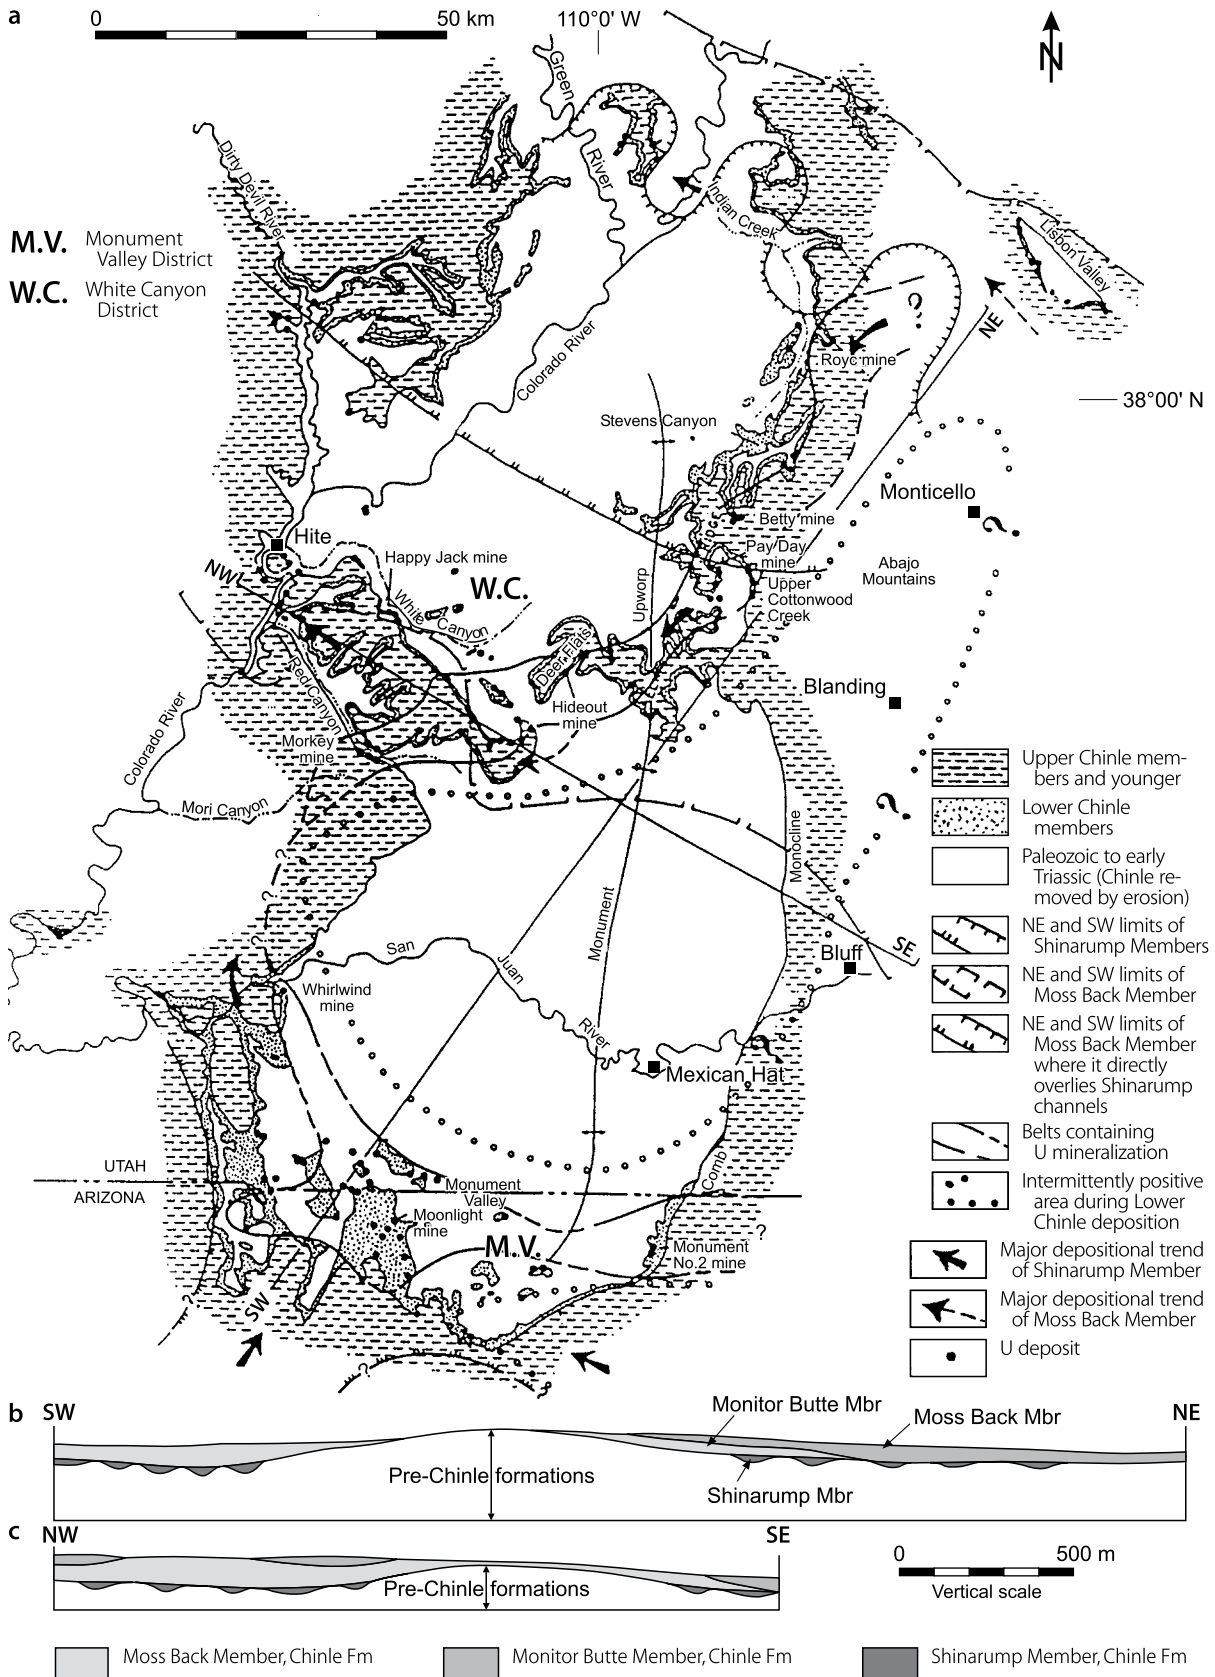 a
0
50 km
110°0' W
N
Green
River
Dirty Devil River
Indian Creek
Lisbon Valley
M.V.
Monument
Valley District
W.C.
White Canyon
District
?
NE
Royc mine
Colorado River
38°00' N
Stevens Canyon
Monticello
?
Betty mine
Pay Day
mine
Abajo
Mountains
Upper
Cottonwood
Creek
Hite
NW
Happy Jack mine
W.C.
White
Canyon
Upworp
Deer Flats
Blanding
Hideout
mine
Red Canyon
Morkey
mine
Colorado River
Mori Canyon
?
?
?
?
Monocline
Monument
San
Juan
River
SE
Bluff
Whirlwind
mine
?
Mexican Hat
UTAH
ARIZONA
Monument
Valley
Comb
Moonlight
mine
M.V.
?
Monument
No.2 mine
SW
?
?
?
Upper Chinle mem-
bers and younger
Lower Chinle
members
Paleozoic to early
Triassic (Chinle re-
moved by erosion)
NE and SW limits of
Shinarump Members
NE and SW limits of
Moss Back Member
NE and SW limits of
Moss Back Member
where it directly
overlies Shinarump
channels
Belts containing
U mineralization
Intermittently positive
area during Lower
Chinle deposition
Major depositional trend
of Shinarump Member
Major depositional trend
of Moss Back Member
U deposit
b
SW
Monitor Butte Mbr
Moss Back Mbr
NE
Pre-Chinle formations
Shinarump Mbr
c
NW
SE
Pre-Chinle formations
0
500 m
Vertical scale
Moss Back Member, Chinle Fm
Monitor Butte Member, Chinle Fm
Shinarump Member, Chinle Fm